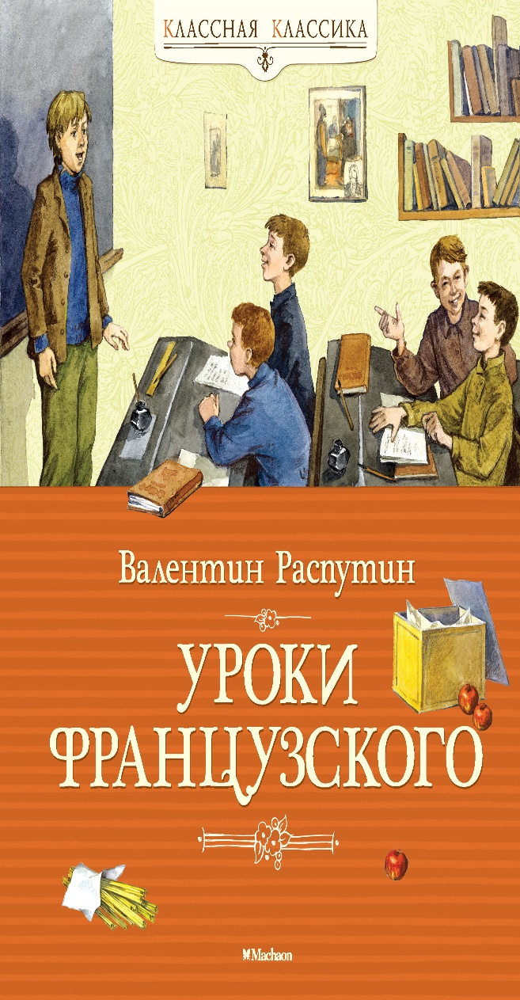 Классная Классика
Валентин Распутин
УРОКИ
ФРАНЦУЗСКОГО
Machaon